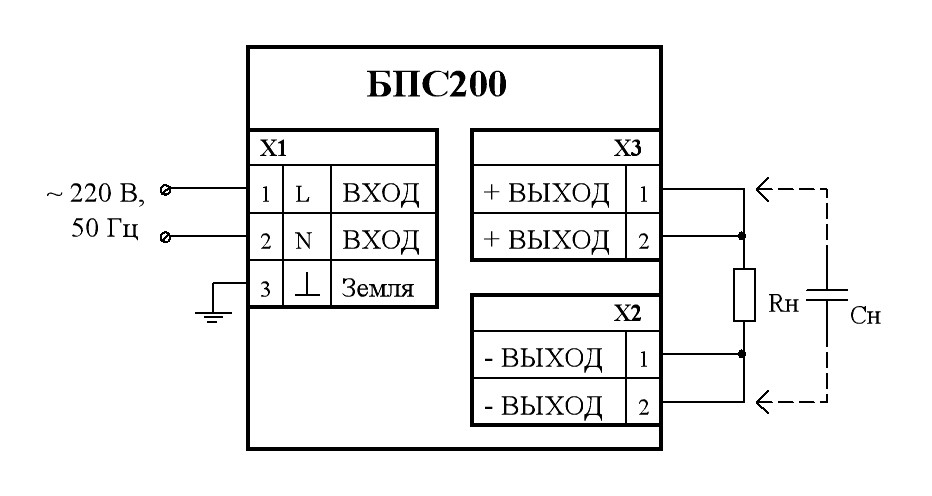 БПС200
X1
1 L ВХОД
2 N ВХОД
3 ⊥ Земля
~ 220 В,
50 Гц
X3
+ ВЫХОД 1
+ ВЫХОД 2
X2
- ВЫХОД 1
- ВЫХОД 2
Rн
Cн